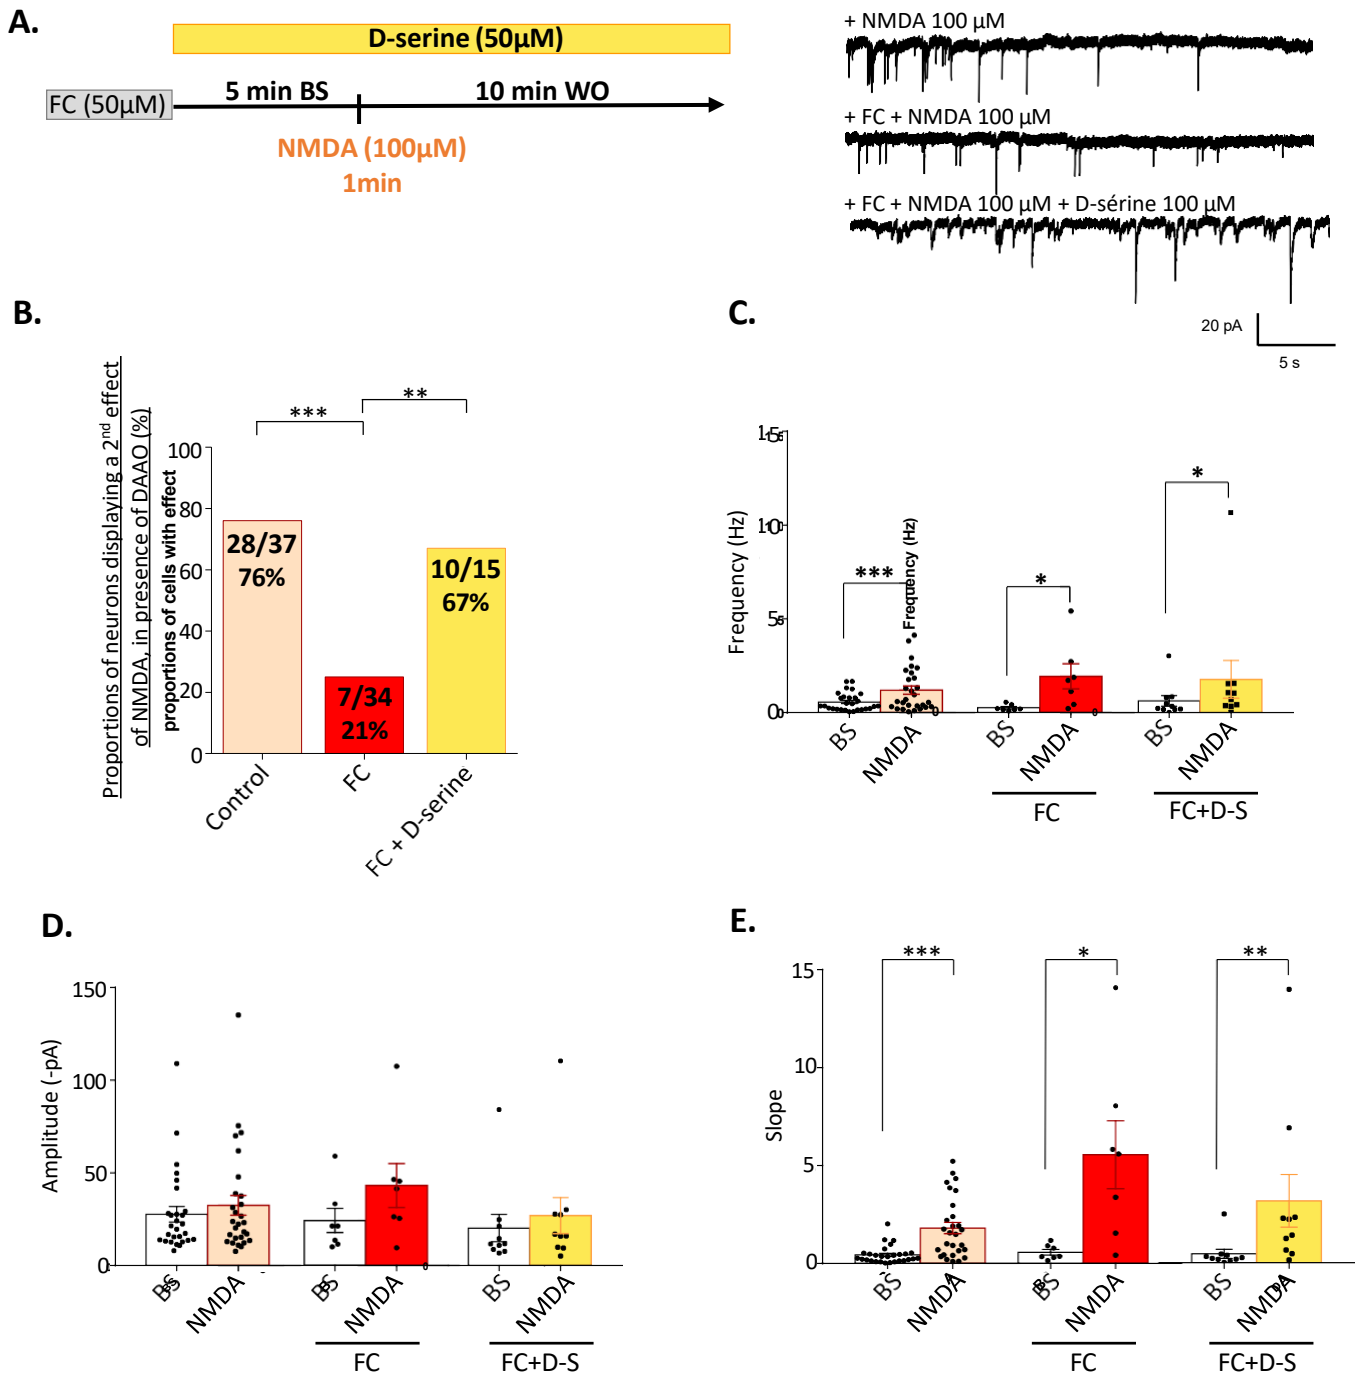 A.
D-serine (50µM)
FC (50µM)
5 min BS
10 min WO
NMDA (100µM)
1min
+ NMDA 100 µM
+ FC + NMDA 100 µM
+ FC + NMDA 100 µM + D-sérine 100 µM
20 pA
5 s
B.
Proportions of neurons displaying a 2nd effect
of NMDA, in presence of DAAO (%)
proportions of cells with effect
100
80
60
40
20
0
***
**
28/37
76%
7/34
21%
10/15
67%
Control
FC
FC + D-serine
C.
Frequency (Hz)
Frequency (Hz)
***
*
*
BS
NMDA
BS
NMDA
BS
NMDA
FC
FC+D-S
D.
Amplitude (-pA)
150
100
50
0
BS
NMDA
BS
NMDA
BS
NMDA
FC
FC+D-S
E.
Slope
15
10
5
0
***
*
**
BS
NMDA
BS
NMDA
BS
NMDA
FC
FC+D-S